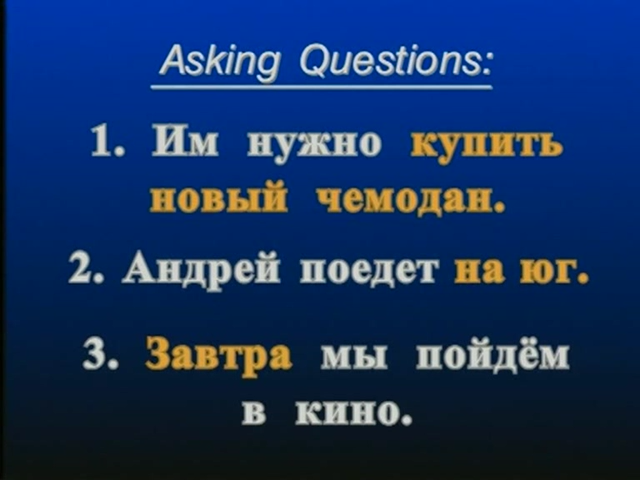 Asking Questions:
1. Им нужно купить
новый чемодан.
2. Андрей поедет на юг.
3. Завтра мы пойдём
в кино.